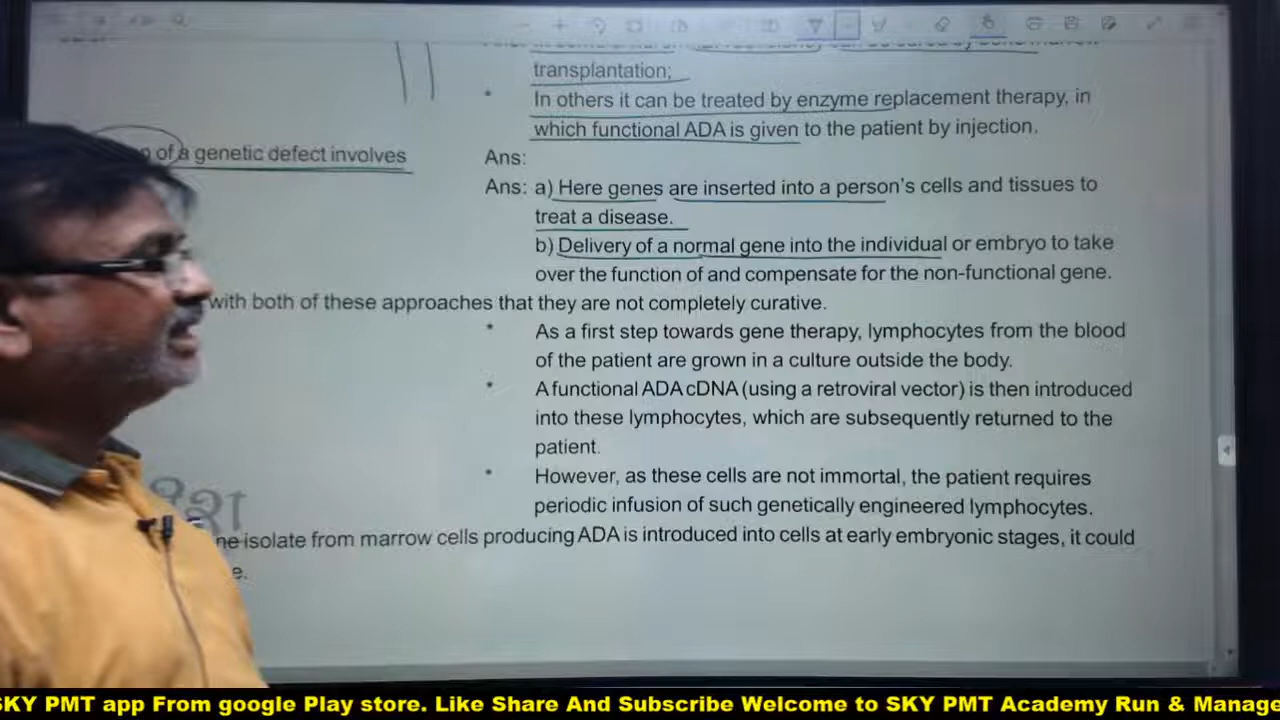 transplantation;
• In others it can be treated by enzyme replacement therapy, in
which functional ADA is given to the patient by injection.
of a genetic defect involves
Ans:
Ans: a) Here genes are inserted into a person's cells and tissues to
treat a disease.
b) Delivery of a normal gene into the individual or embryo to take
over the function of and compensate for the non-functional gene.
with both of these approaches that they are not completely curative.
• As a first step towards gene therapy, lymphocytes from the blood
of the patient are grown in a culture outside the body.
• A functional ADA cDNA (using a retroviral vector) is then introduced
into these lymphocytes, which are subsequently returned to the
patient.
• However, as these cells are not immortal, the patient requires
periodic infusion of such genetically engineered lymphocytes.
isolate from marrow cells producing ADA is introduced into cells at early embryonic stages, it could
SKY PMT app From google Play store. Like Share And Subscribe Welcome to SKY PMT Academy Run & Manage